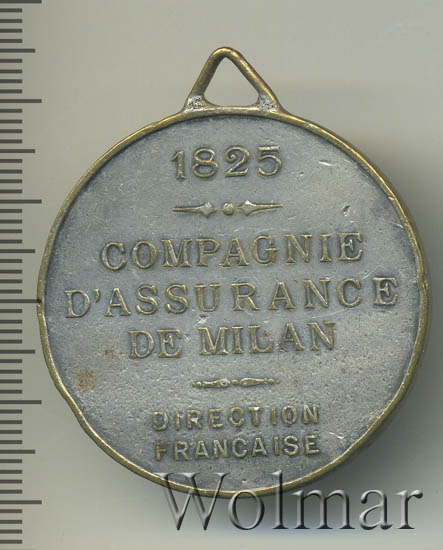 1825
COMPAGNIE
D'ASSURANCE
DE MILAN
DIRECTION
FRANCAISE
Wolmar